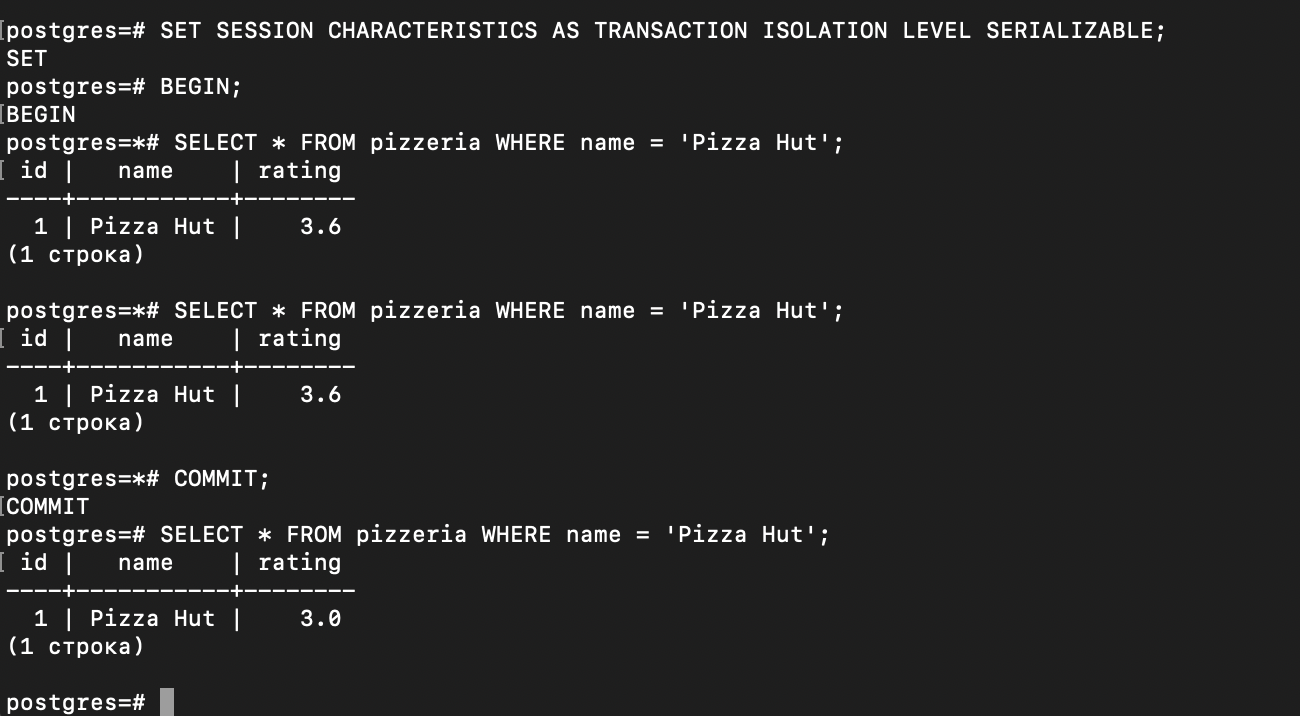 postgres=# SET SESSION CHARACTERISTICS AS TRANSACTION ISOLATION LEVEL SERIALIZABLE;
SET
postgres=# BEGIN;
BEGIN
postgres=*# SELECT * FROM pizzeria WHERE name = 'Pizza Hut';
 id |   name    | rating
----+-----------+--------
  1 | Pizza Hut |    3.6
(1 строка)

postgres=*# SELECT * FROM pizzeria WHERE name = 'Pizza Hut';
 id |   name    | rating
----+-----------+--------
  1 | Pizza Hut |    3.6
(1 строка)

postgres=*# COMMIT;
COMMIT
postgres=# SELECT * FROM pizzeria WHERE name = 'Pizza Hut';
 id |   name    | rating
----+-----------+--------
  1 | Pizza Hut |    3.0
(1 строка)

postgres=#